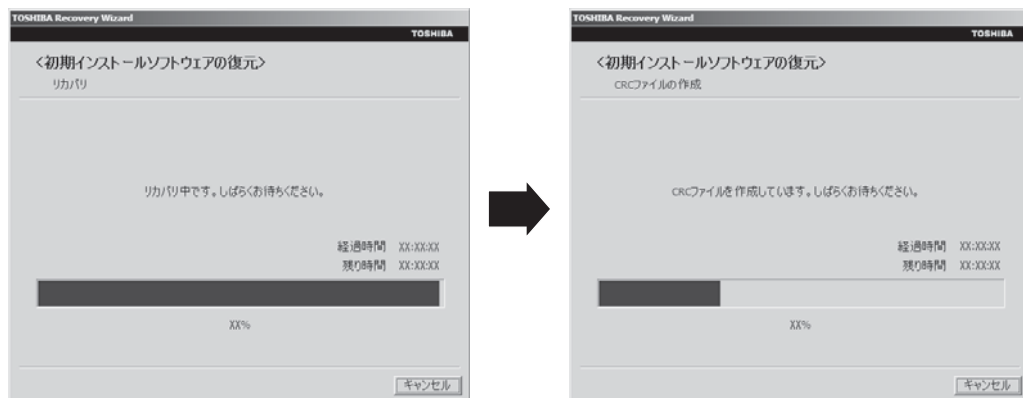 TOSHIBA Recovery Wizard
TOSHIBA
<初期インストールソフトウェアの復元>
リカバリ
リカバリ中です。しばらくお待ちください。
経過時間 XX:XX:XX
残り時間 XX:XX:XX
XX%
キャンセル
TOSHIBA Recovery Wizard
TOSHIBA
<初期インストールソフトウェアの復元>
CRCファイルの作成
CRCファイルを作成しています。しばらくお待ちください。
経過時間 XX:XX:XX
残り時間 XX:XX:XX
XX%
キャンセル